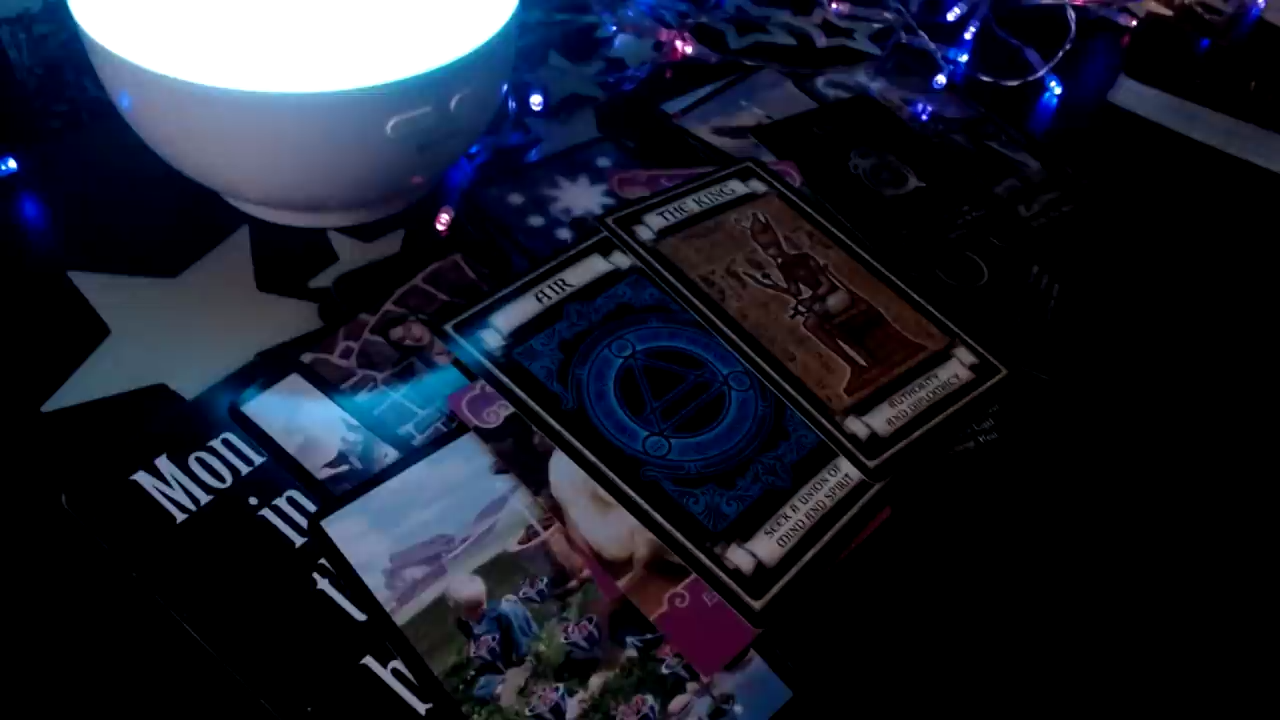 THE KING
AUTHORITY
AND DIPLOMACY
AIR
SEEK A UNION OF
MIND AND SPIRIT
Mon
in